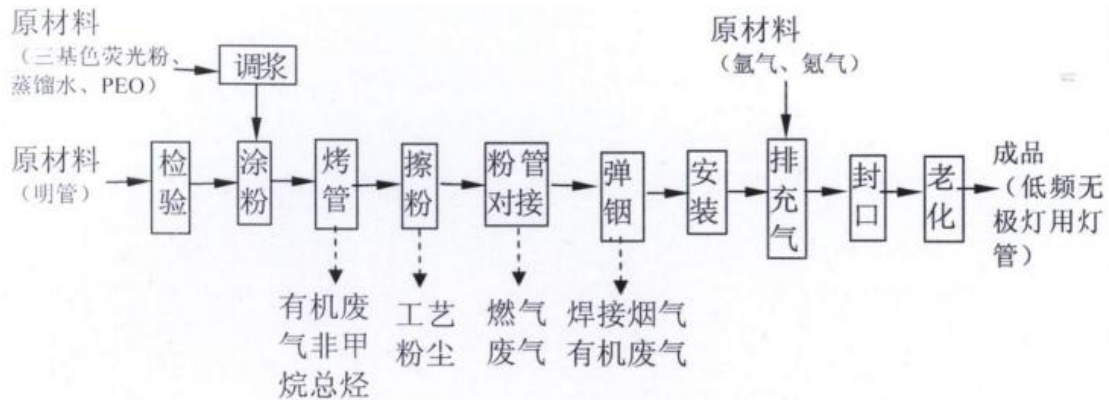 原材料
（三基色荧光粉、
蒸馏水、PEO）
调浆
原材料
（氩气、氪气）
原材料
（明管）
检
验
涂
粉
烤
管
擦
粉
粉管
对接
弹
铟
安
装
排
充
气
封
口
老
化
成品
（低频无
极灯用灯
管）
有机废
气非甲
烷总烃
工艺
粉尘
燃气
废气
焊接烟气
有机废气